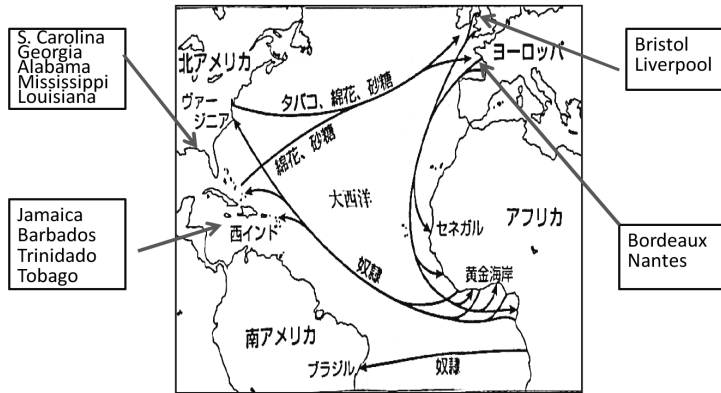 S. Carolina
Georgia
Alabama
Mississippi
Louisiana
Jamaica
Barbados
Trinidado
Tobago
北アメリカ
ヴァー
ジニア
タバコ、綿花、砂糖
綿花、砂糖
大西洋
西インド
奴隷
南アメリカ
ブラジル
奴隷
ヨーロッパ
セネガル
アフリカ
黄金海岸
Bristol
Liverpool
Bordeaux
Nantes